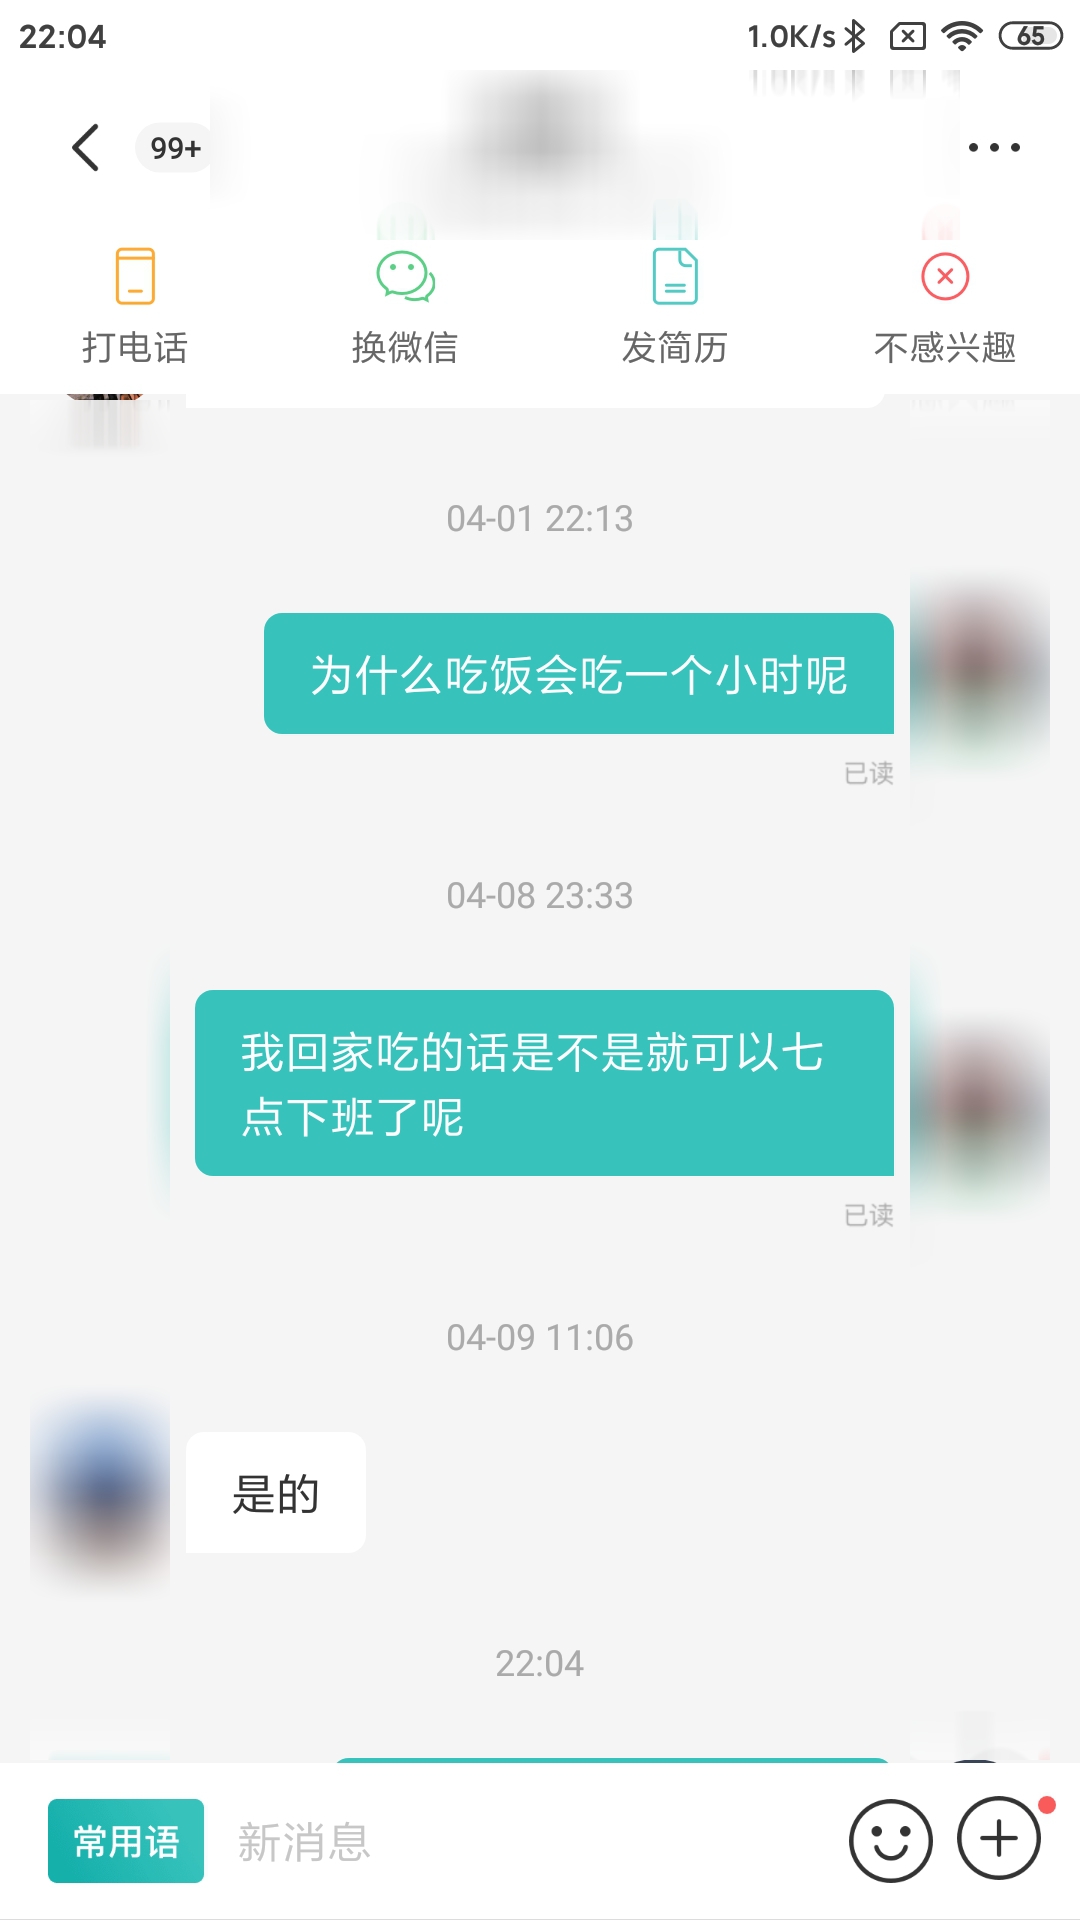 22:04
1.0K/s
65
99+
打电话
换微信
发简历
不感兴趣
04-01 22:13
为什么吃饭会吃一个小时呢
已读
04-08 23:33
我回家吃的话是不是就可以七
点下班了呢
已读
04-09 11:06
是的
22:04
常用语
新消息